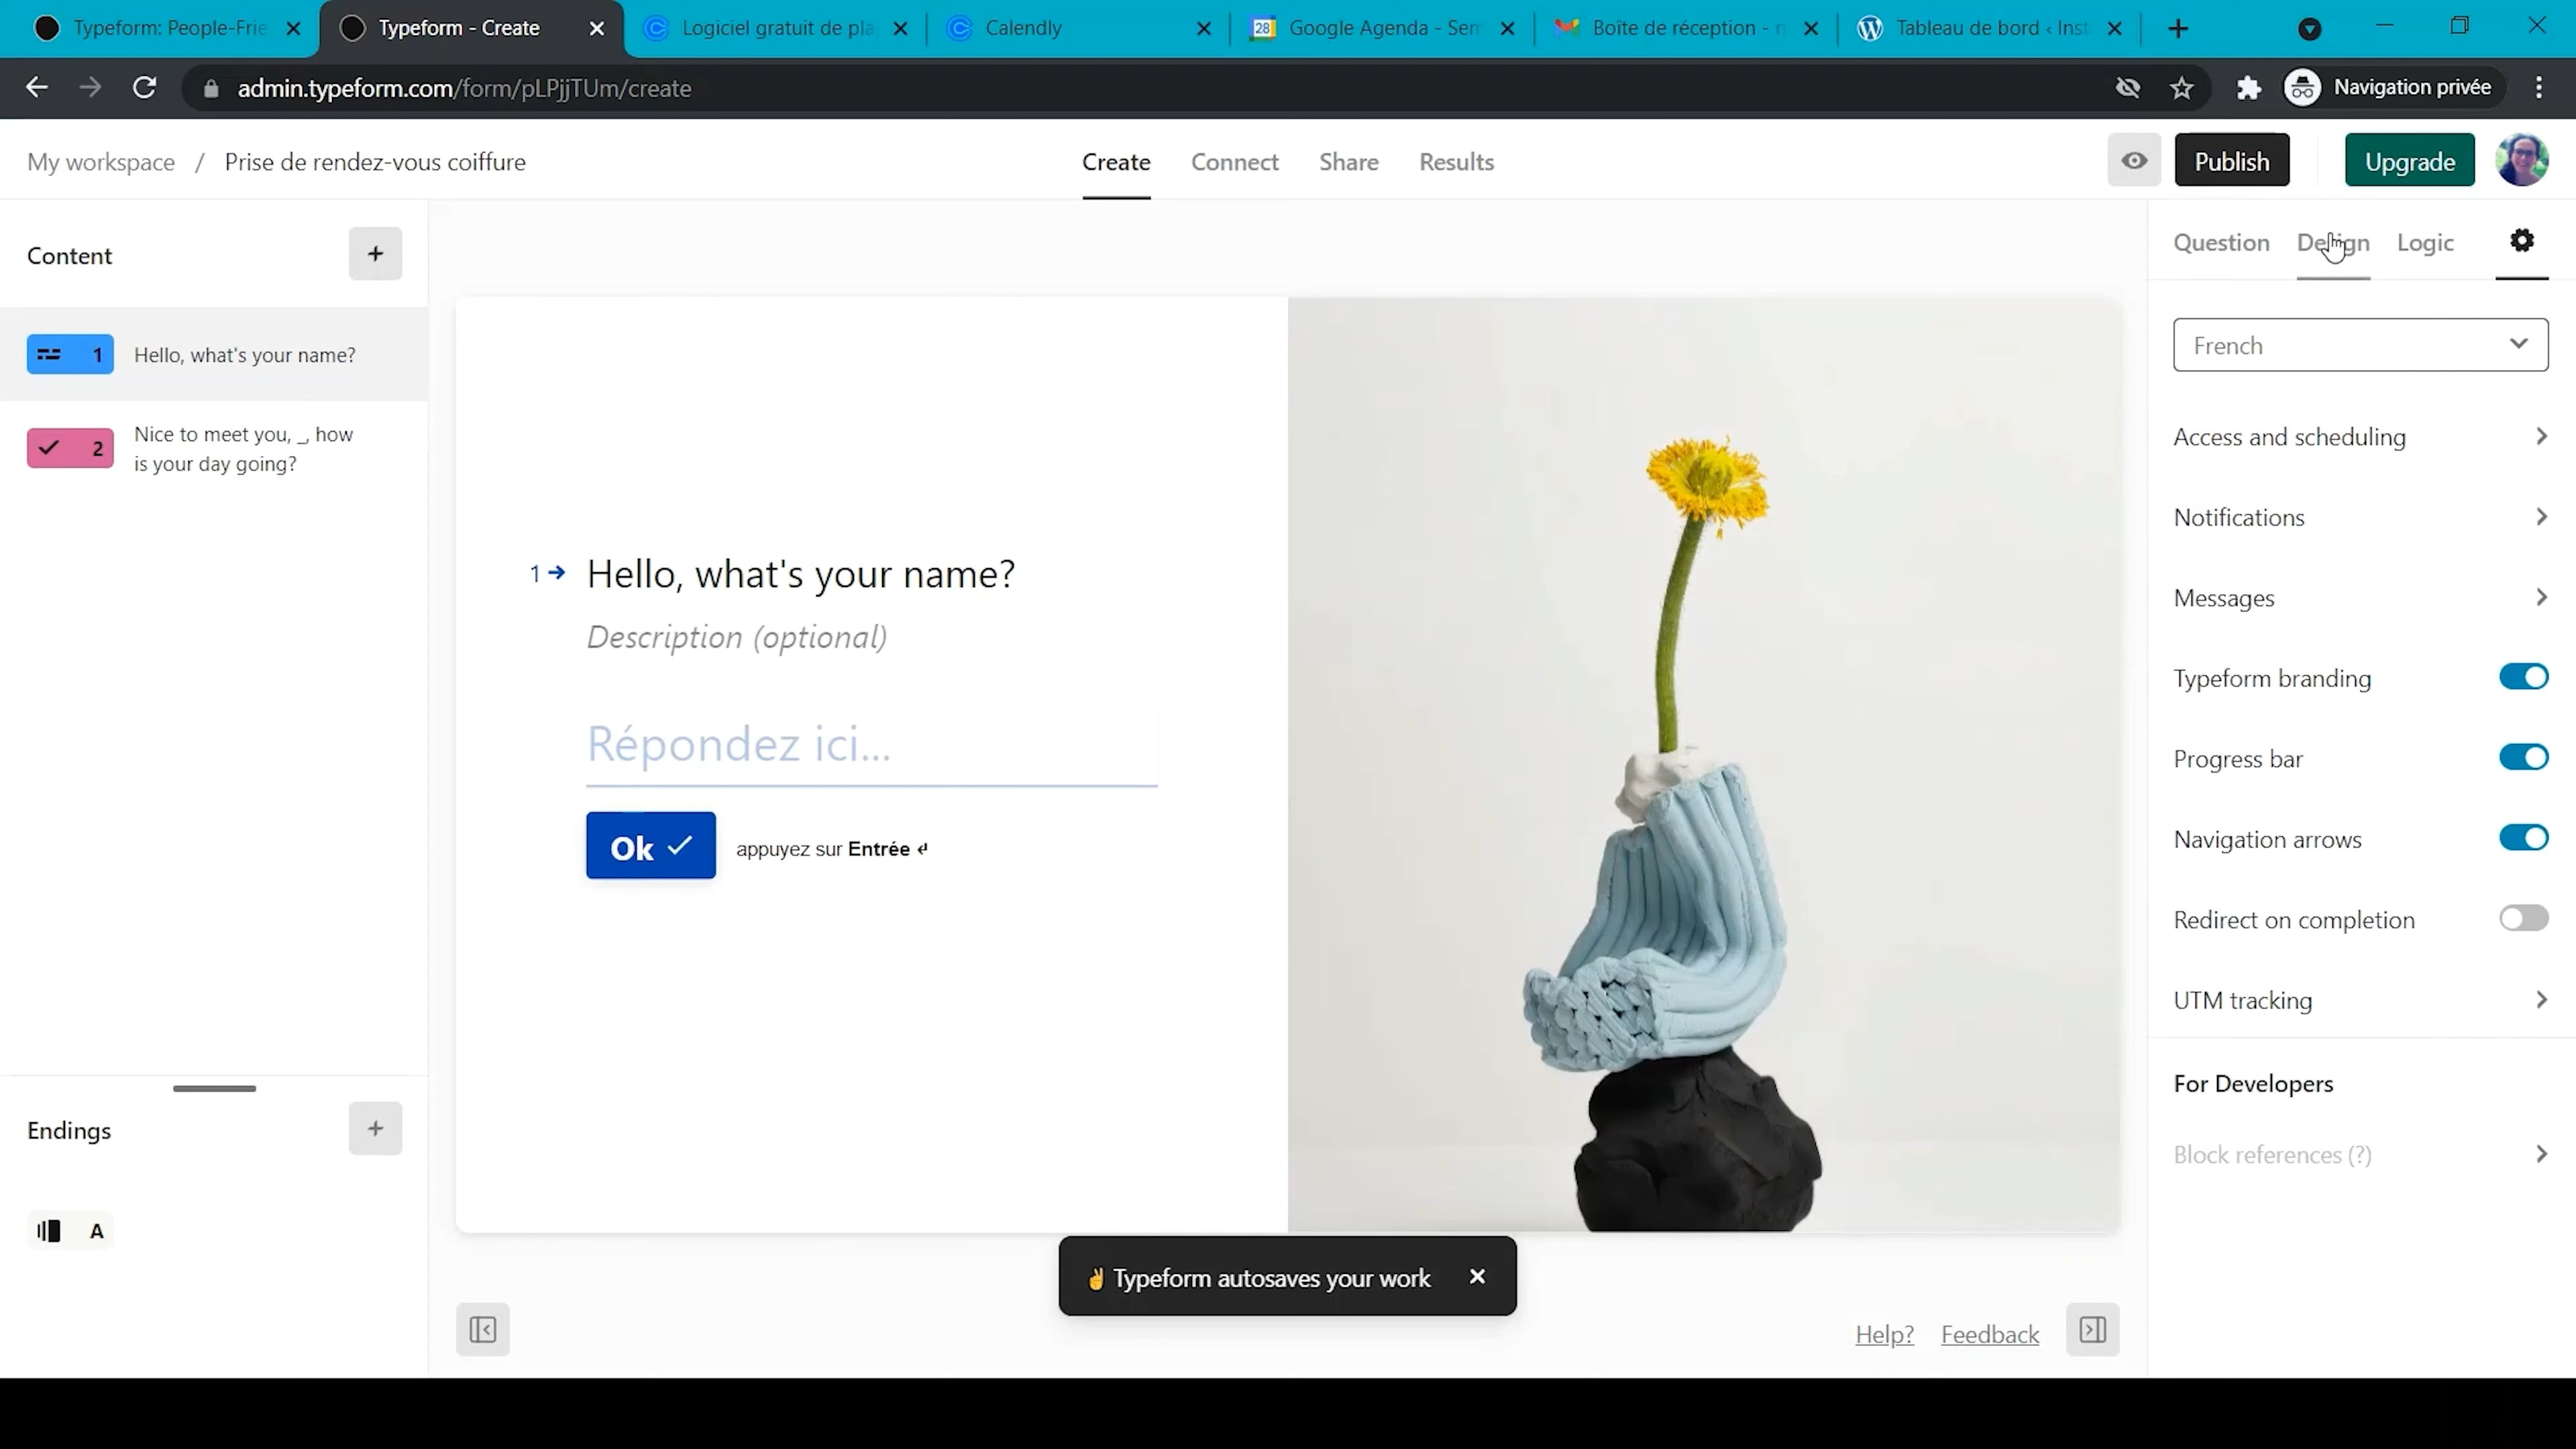 Typeform: People-Frie
Typeform - Create
Logiciel gratuit de pla
Calendly
28
Google Agenda - Sem
Boîte de réception - n
Tableau de bord ‹ Inst
admin.typeform.com/form/pLPjjTUm/create
Navigation privée
My workspace / Prise de rendez-vous coiffure
Create
Connect
Share
Results
Publish
Upgrade
Content
+
1 Hello, what's your name?
2 Nice to meet you, _, how
is your day going?
Endings
+
A
1 Hello, what's your name?
Description (optional)
Répondez ici...
Ok
appuyez sur Entrée ↵
Typeform autosaves your work
Help?
Feedback
Question
Design
Logic
French
Access and scheduling
Notifications
Messages
Typeform branding
Progress bar
Navigation arrows
Redirect on completion
UTM tracking
For Developers
Block references (?)